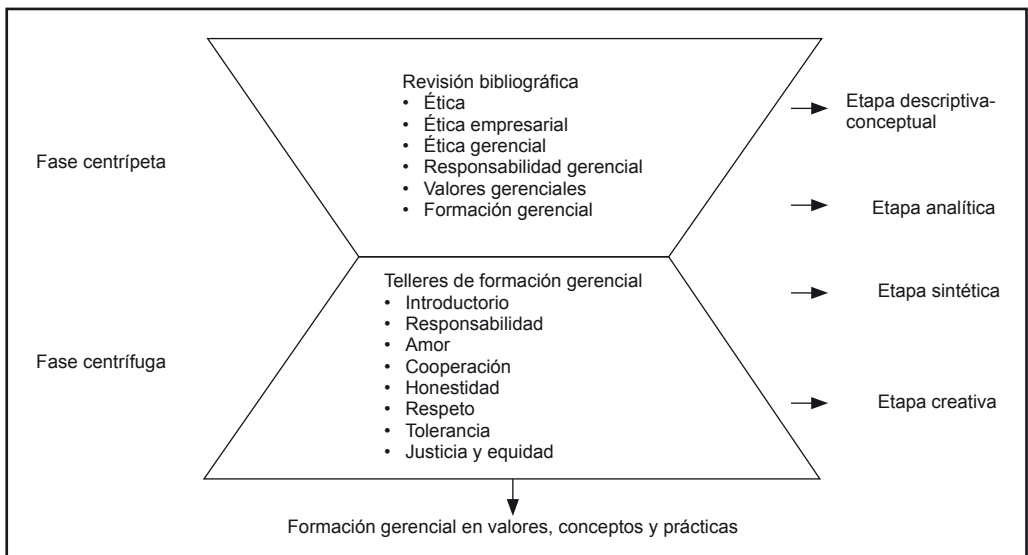 Fase centrípeta
Revisión bibliográfica
• Ética
• Ética empresarial
• Ética gerencial
• Responsabilidad gerencial
• Valores gerenciales
• Formación gerencial
Etapa descriptiva-
conceptual
Etapa analítica
Fase centrífuga
Telleres de formación gerencial
• Introductorio
• Responsabilidad
• Amor
• Cooperación
• Honestidad
• Respeto
• Tolerancia
• Justicia y equidad
Etapa sintética
Etapa creativa
Formación gerencial en valores, conceptos y prácticas